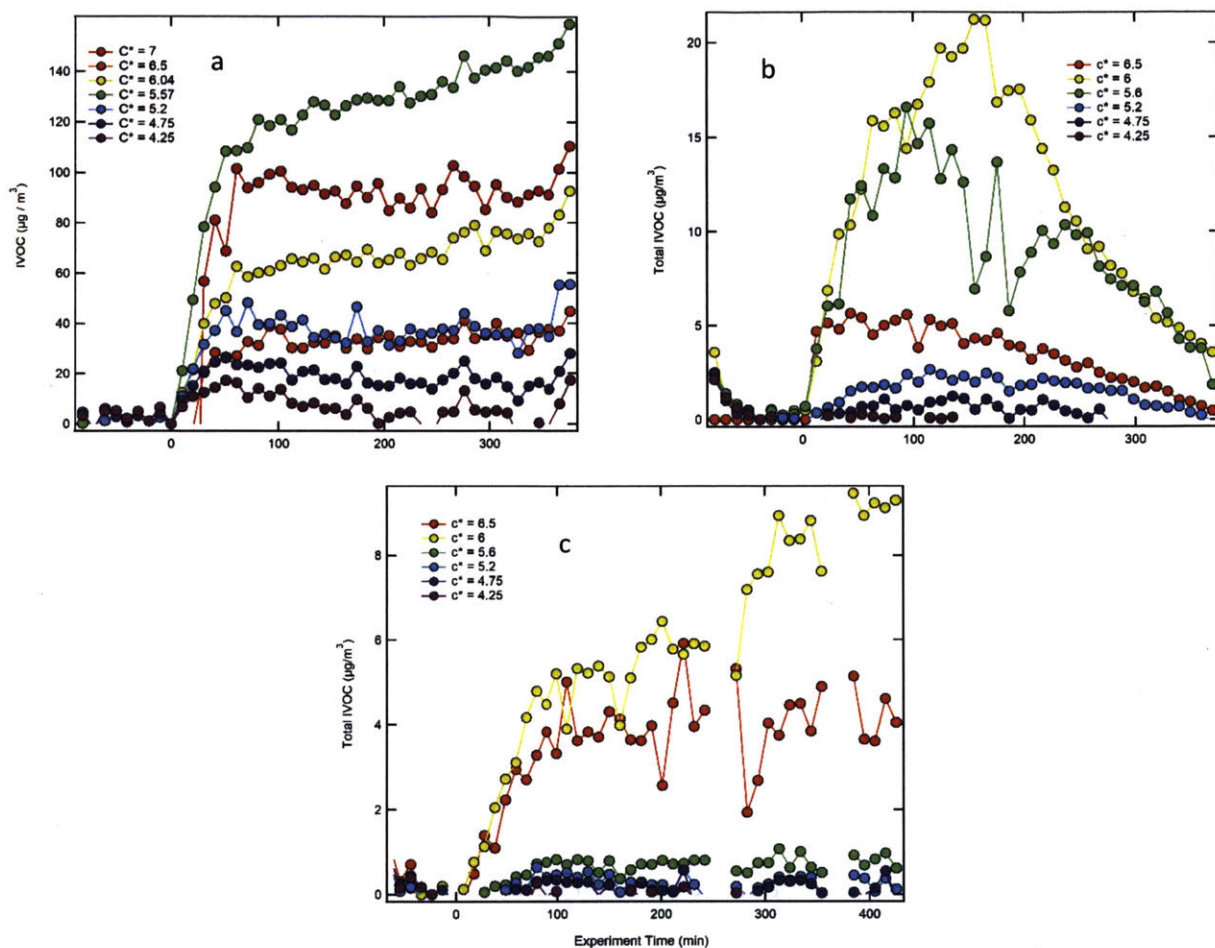 a
C* = 7
C* = 6.5
C* = 6.04
C* = 5.57
C* = 5.2
C* = 4.75
C* = 4.25
IVOC (µg / m³)
140
120
100
80
60
40
20
0
0
100
200
300
b
c* = 6.5
c* = 6
c* = 5.6
c* = 5.2
c* = 4.75
c* = 4.25
Total IVOC (µg/m³)
20
15
10
5
0
0
100
200
300
c
c* = 6.5
c* = 6
c* = 5.6
c* = 5.2
c* = 4.75
c* = 4.25
Total IVOC (µg/m³)
8
6
4
2
0
0
100
200
300
400
Experiment Time (min)